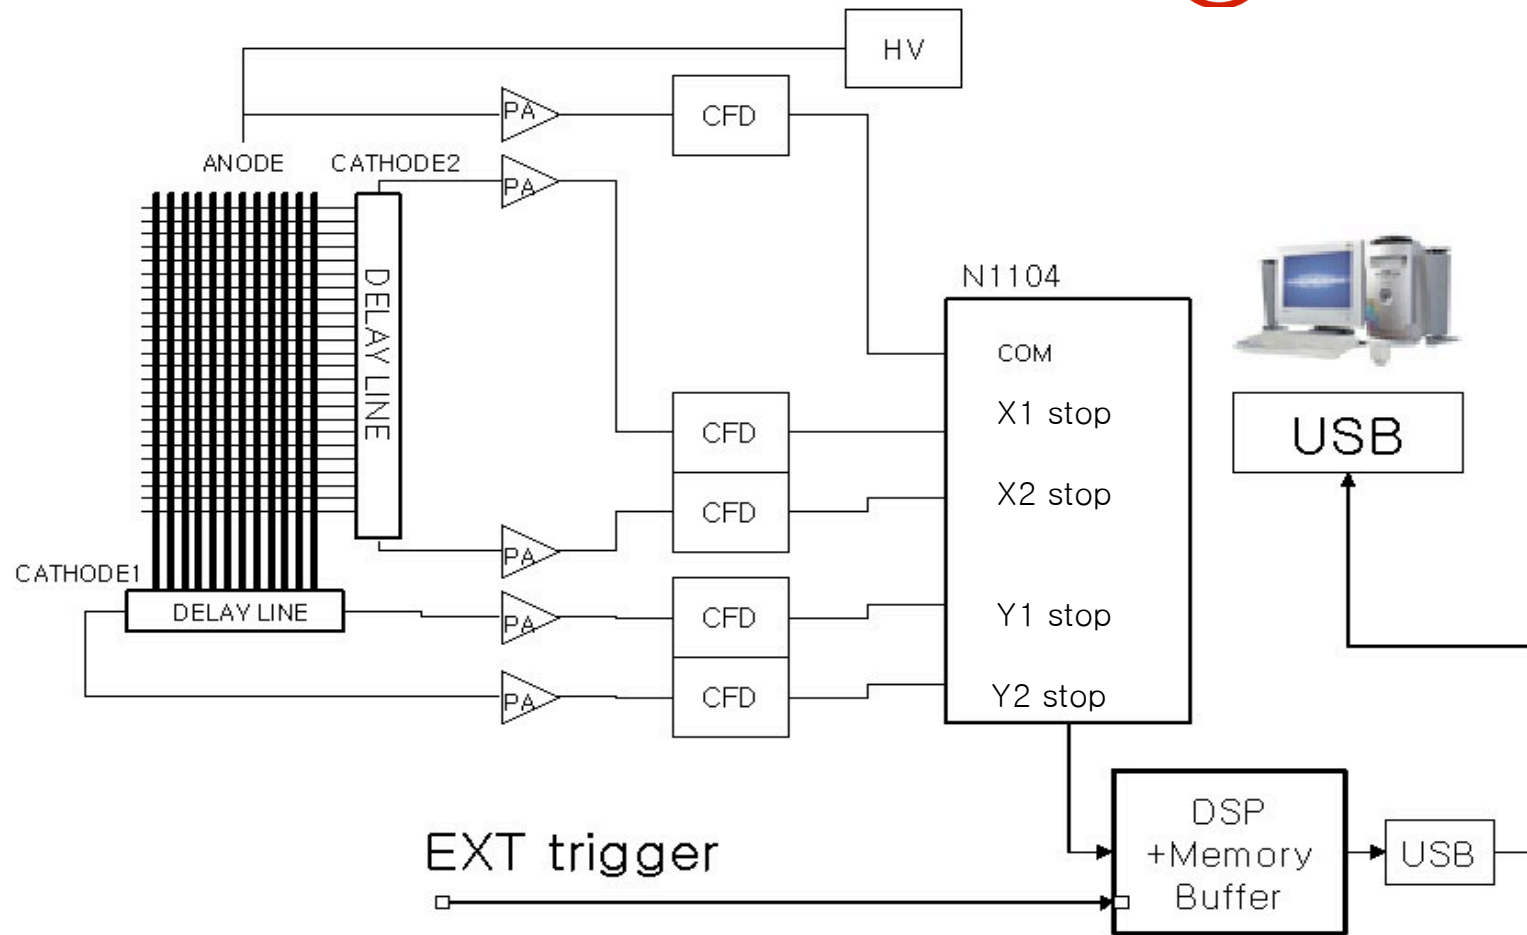 HV
PA
CFD
ANODE
CATHODE2
PA
DELAY LINE
N1104
COM
X1 stop
CFD
USB
X2 stop
CFD
PA
CATHODE1
DELAY LINE
PA
CFD
Y1 stop
PA
CFD
Y2 stop
DSP
+Memory
Buffer
USB
EXT trigger